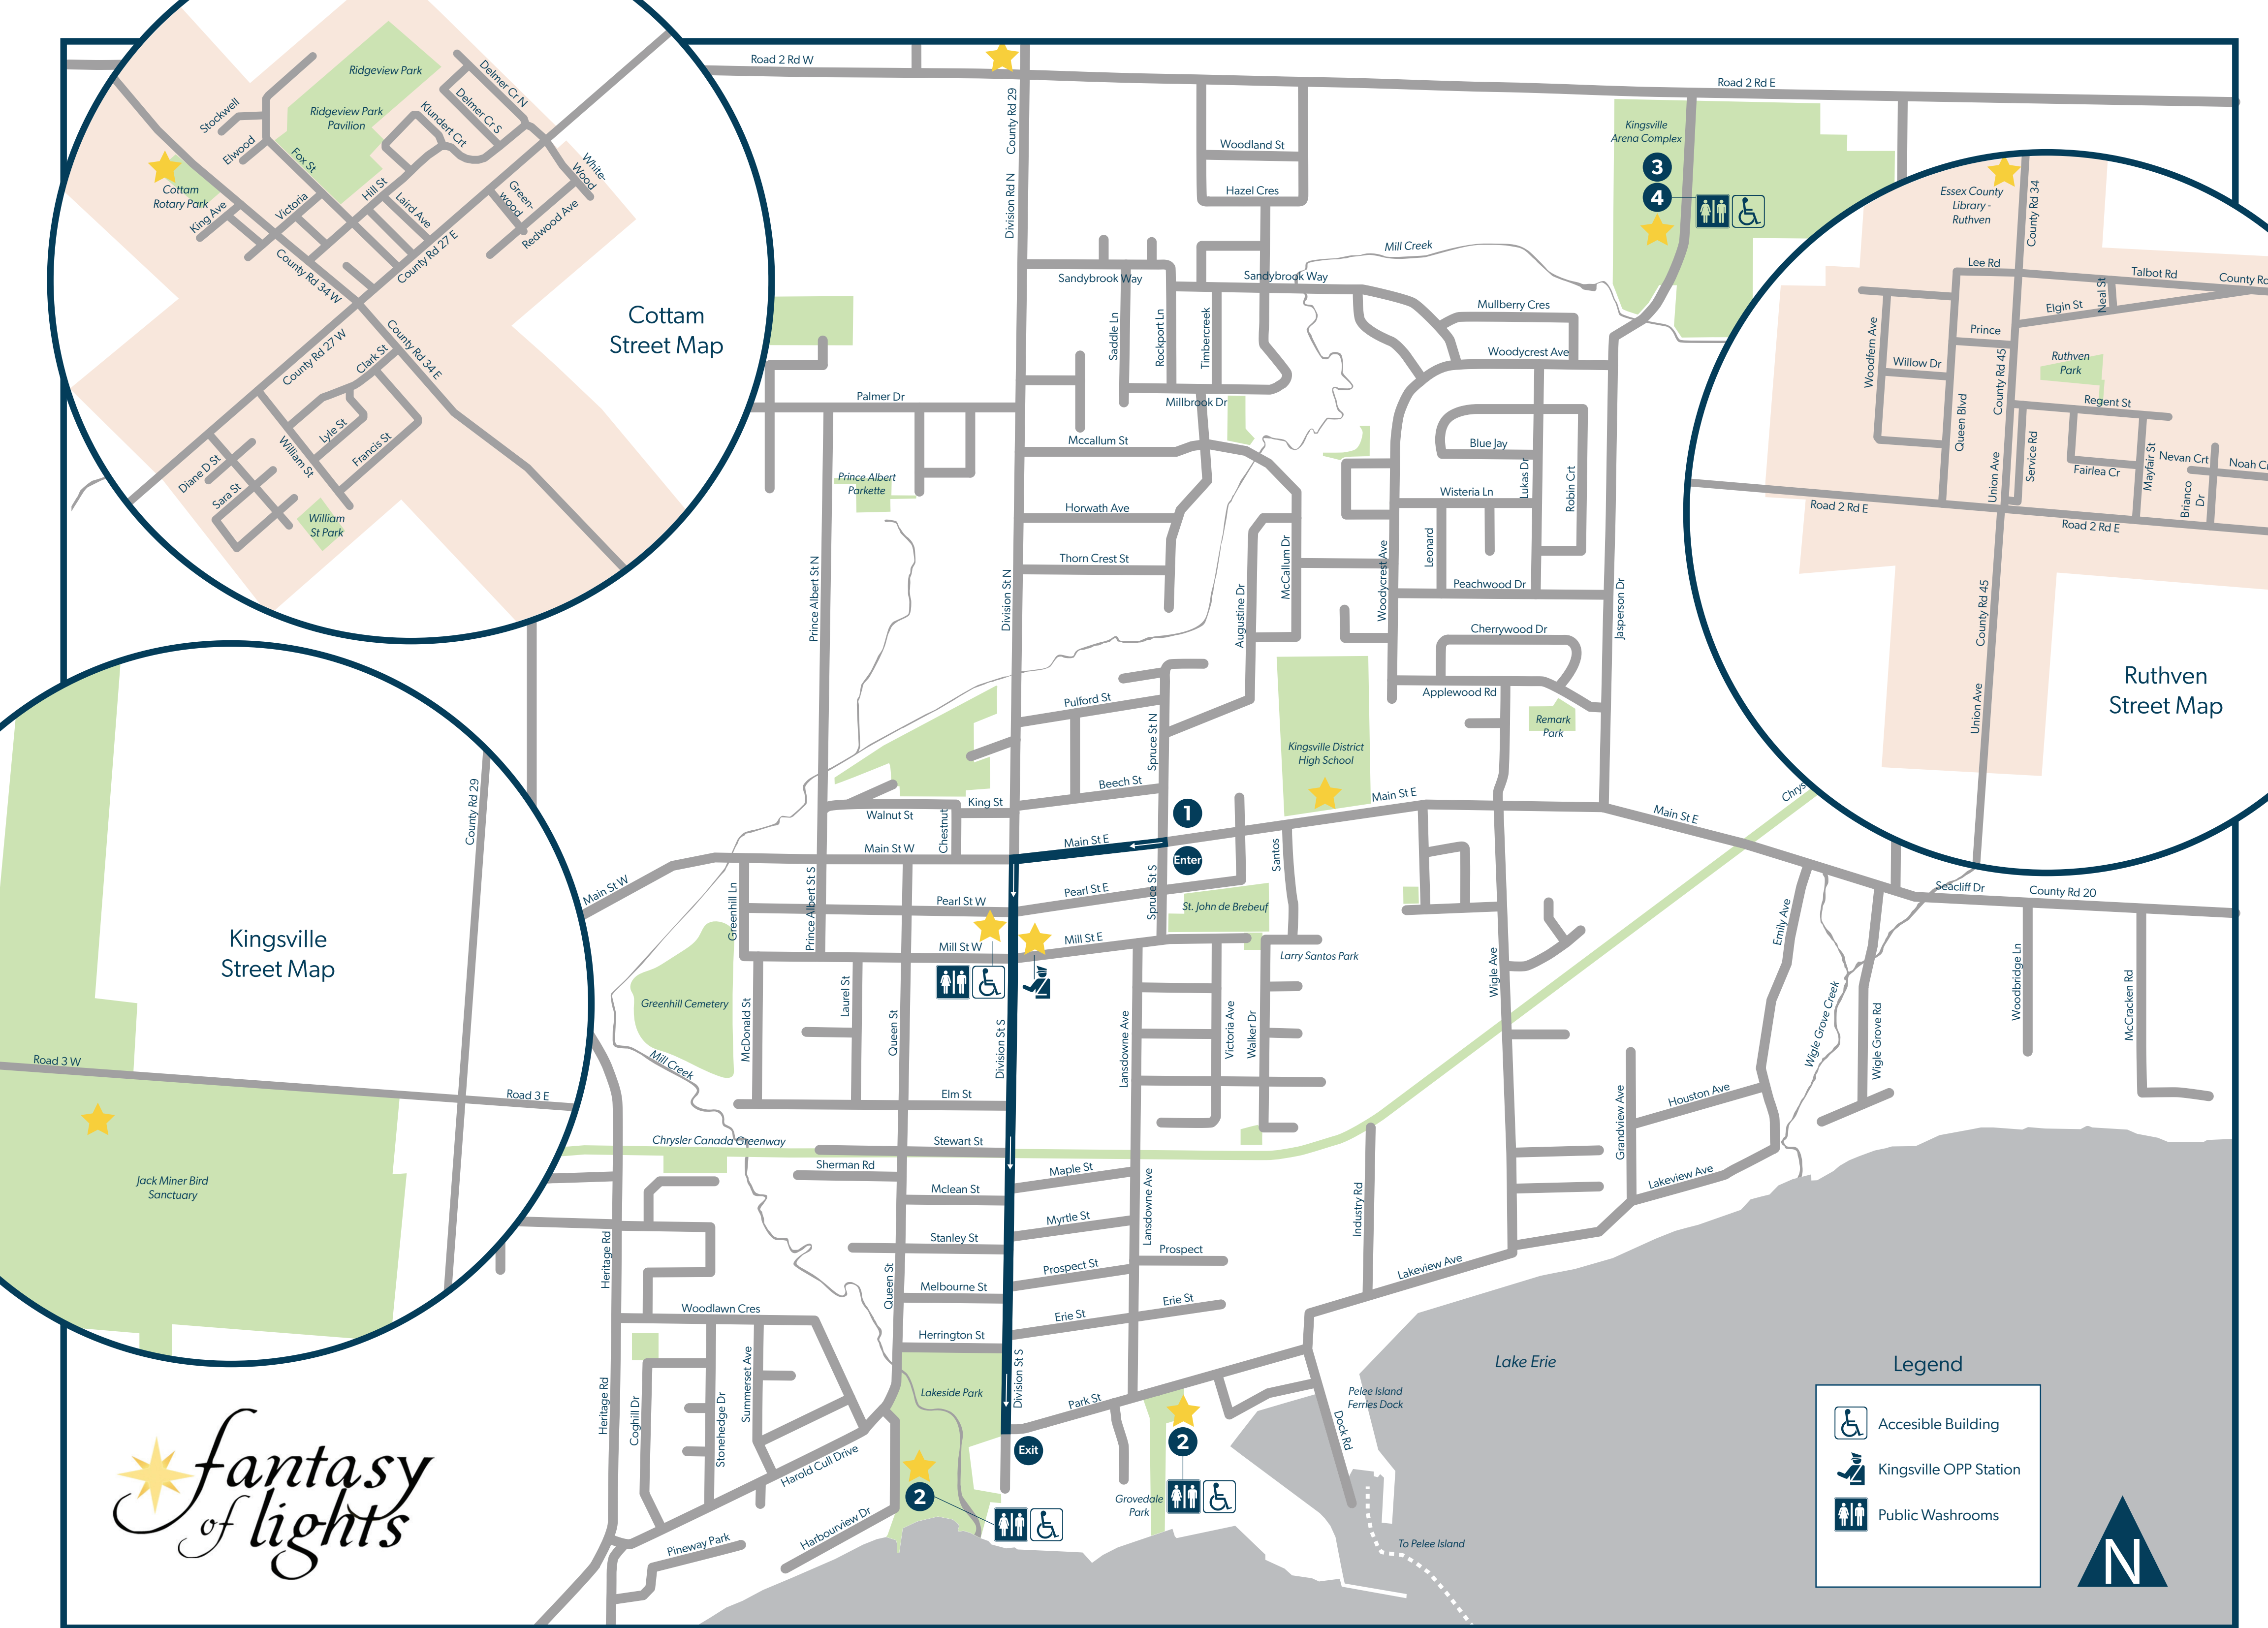 Road 2 Rd W
Road 2 Rd E
County Rd 29
Division Rd N
Ridgeview Park
Ridgeview Park
Pavilion
Delmer Cr N
Delmer Cr S
Klundert Crt
Stockwell
Elwood
Fox St
Hill St
Laird Ave
White-
Wood
Green-
wood
Redwood Ave
Cottam
Rotary Park
King Ave
Victoria
County Rd 34 W
County Rd 27 E
Cottam
Street Map
County Rd 27 W
Clark St
County Rd 34 E
Lyle St
William St
Francis St
Diane D St
Sara St
William
St Park
Woodland St
Hazel Cres
Kingsville
Arena Complex
3
4
Mill Creek
Sandybrook Way
Sandybrook Way
Saddle Ln
Rockport Ln
Timbercreek
Mullberry Cres
Woodycrest Ave
Millbrook Dr
Palmer Dr
Mccallum St
Blue Jay
Lukas Dr
Robin Crt
Prince Albert
Parkette
Wisteria Ln
Horwath Ave
Thorn Crest St
Leonard
Peachwood Dr
Prince Albert St N
Division St N
Augustine Dr
McCallum Dr
Woodycrest Ave
Jasperson Dr
Cherrywood Dr
Applewood Rd
Remark
Park
Pulford St
Spruce St N
Kingsville District
High School
Beech St
King St
Walnut St
Chestnut
1
Enter
Main St E
Main St E
Main St E
Main St W
Main St W
Essex County
Library -
Ruthven
County Rd 34
Lee Rd
Talbot Rd
County Rd
Neal St
Elgin St
Prince
Woodfern Ave
Willow Dr
County Rd 45
Ruthven
Park
Queen Blvd
Regent St
Service Rd
Union Ave
Fairlea Cr
Mayfair St
Nevan Crt
Noah
Brianco
Dr
Road 2 Rd E
Road 2 Rd E
County Rd 45
Union Ave
Ruthven
Street Map
Kingsville
Street Map
County Rd 29
Road 3 W
Road 3 E
Jack Miner Bird
Sanctuary
Greenhill Ln
Prince Albert St S
Pearl St W
Pearl St E
Spruce St S
Santos
St. John de Brebeuf
Mill St W
Mill St E
Larry Santos Park
Greenhill Cemetery
McDonald St
Laurel St
Queen St
Division St S
Lansdowne Ave
Victoria Ave
Walker Dr
Wigle Ave
Emily Ave
Seacliff Dr
County Rd 20
Wigle Grove Creek
Wigle Grove Rd
Woodbridge Ln
McCracken Rd
Mill Creek
Elm St
Houston Ave
Grandview Ave
Chrysler Canada Greenway
Chrys
Stewart St
Sherman Rd
Maple St
Mclean St
Lansdowne Ave
Lakeview Ave
Myrtle St
Industry Rd
Heritage Rd
Stanley St
Prospect
Prospect St
Queen St
Melbourne St
Lakeview Ave
Woodlawn Cres
Erie St
Erie St
Herrington St
Lake Erie
Lakeside Park
Division St S
Park St
Pelee Island
Ferries Dock
Heritage Rd
Coghill Dr
Stonehedge Dr
Summerset Ave
Dock Rd
Exit
2
2
Harold Cull Drive
Grovedale
Park
Harbourview Dr
Pineway Park
To Pelee Island
fantasy
of lights
Legend
Accesible Building
Kingsville OPP Station
Public Washrooms
N